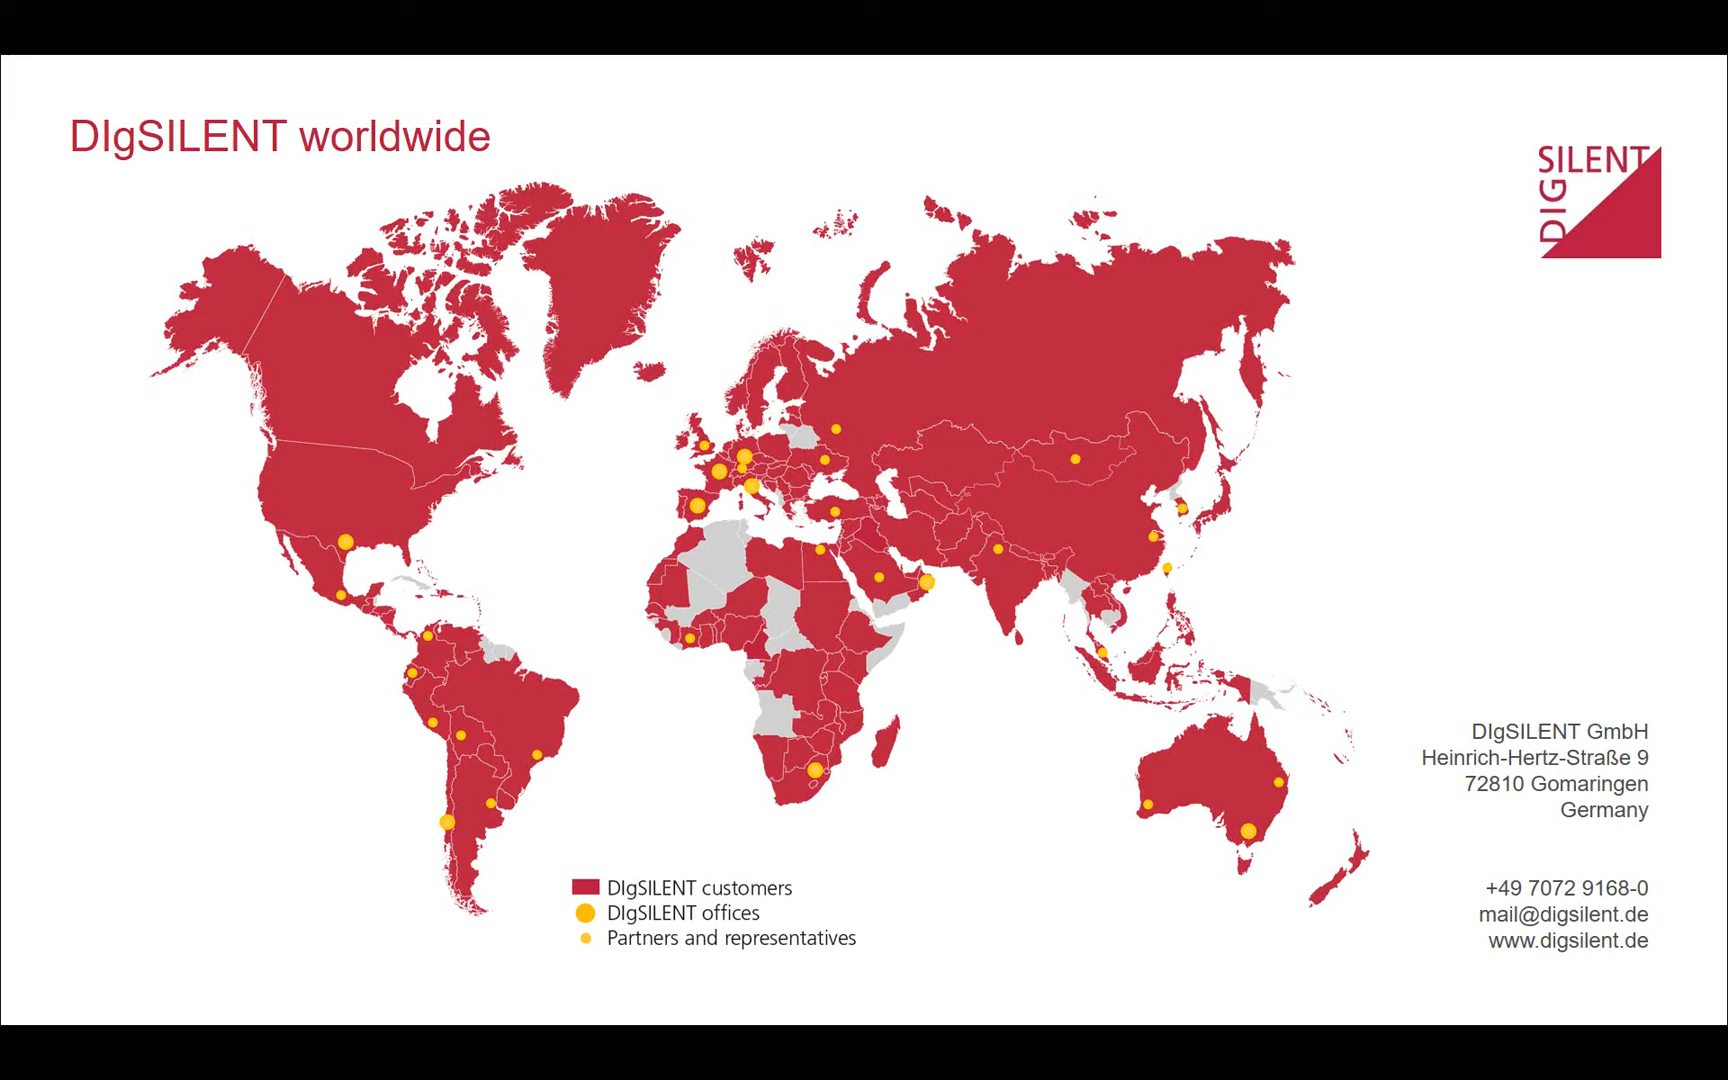 DIgSILENT worldwide
SILENT
DIG
DIgSILENT GmbH
Heinrich-Hertz-Straße 9
72810 Gomaringen
Germany
+49 7072 9168-0
mail@digsilent.de
www.digsilent.de
DIgSILENT customers
DIgSILENT offices
Partners and representatives